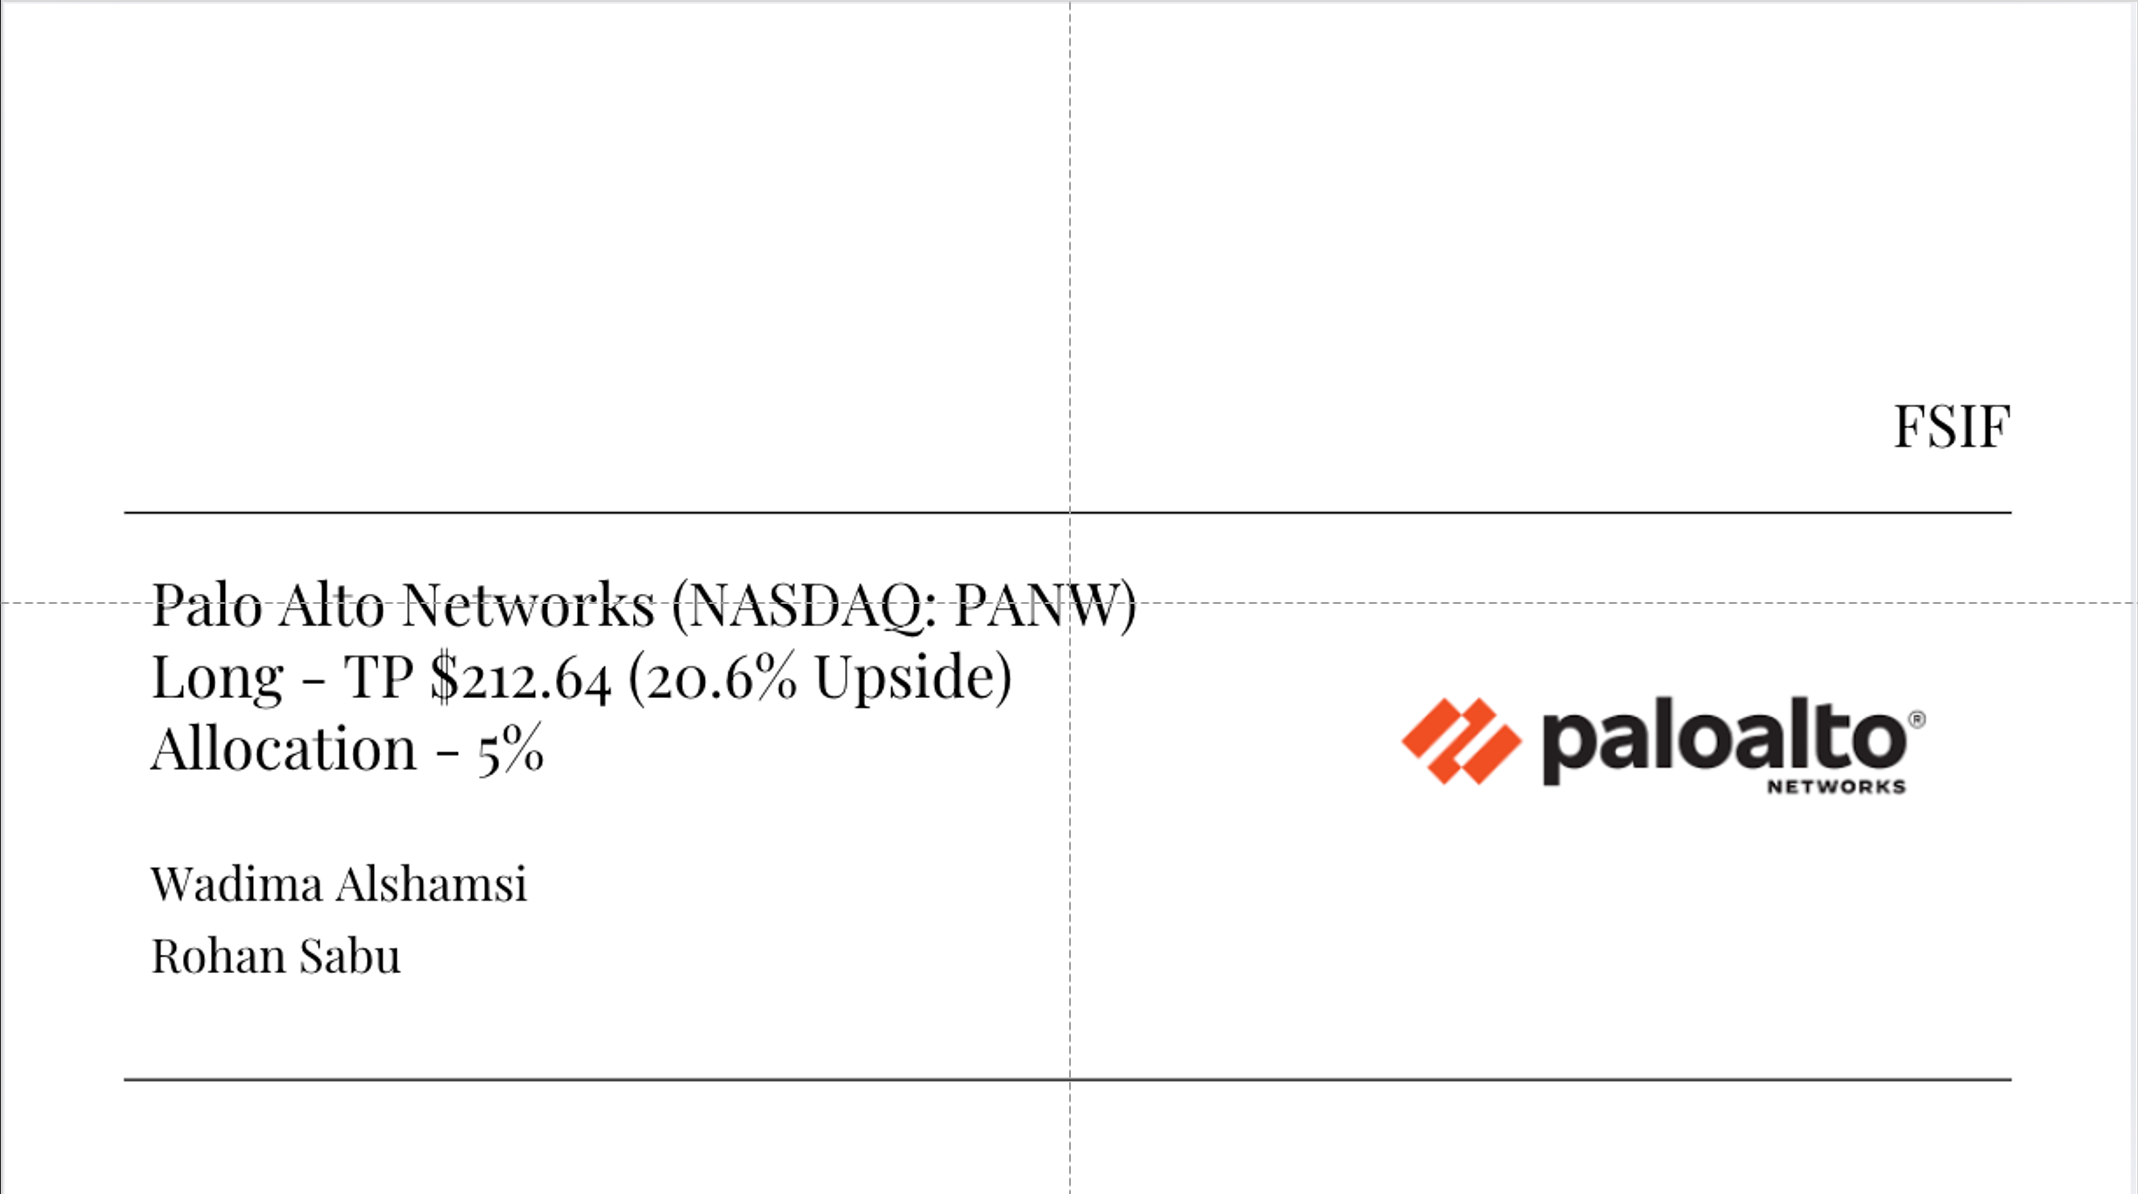 FSIF
Palo Alto Networks (NASDAQ: PANW)
Long - TP $212.64 (20.6% Upside)
Allocation - 5%
paloalto®
NETWORKS
Wadima Alshamsi
Rohan Sabu